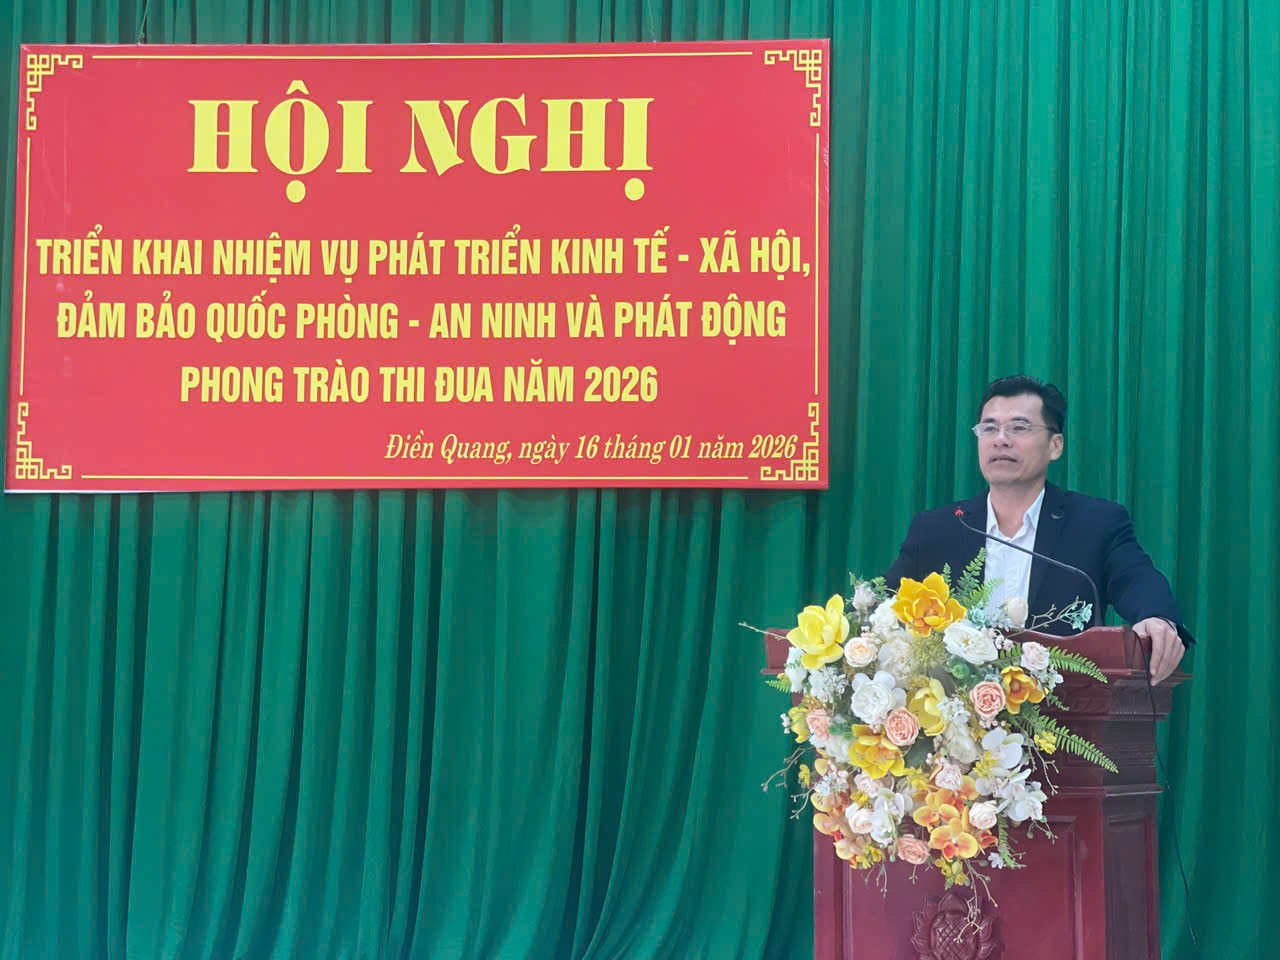 HỘI NGHỊ
TRIỂN KHAI NHIỆM VỤ PHÁT TRIỂN KINH TẾ - XÃ HỘI,
ĐẢM BẢO QUỐC PHÒNG - AN NINH VÀ PHÁT ĐỘNG
PHONG TRÀO THI ĐUA NĂM 2026
Điền Quang, ngày 16 tháng 01 năm 2026